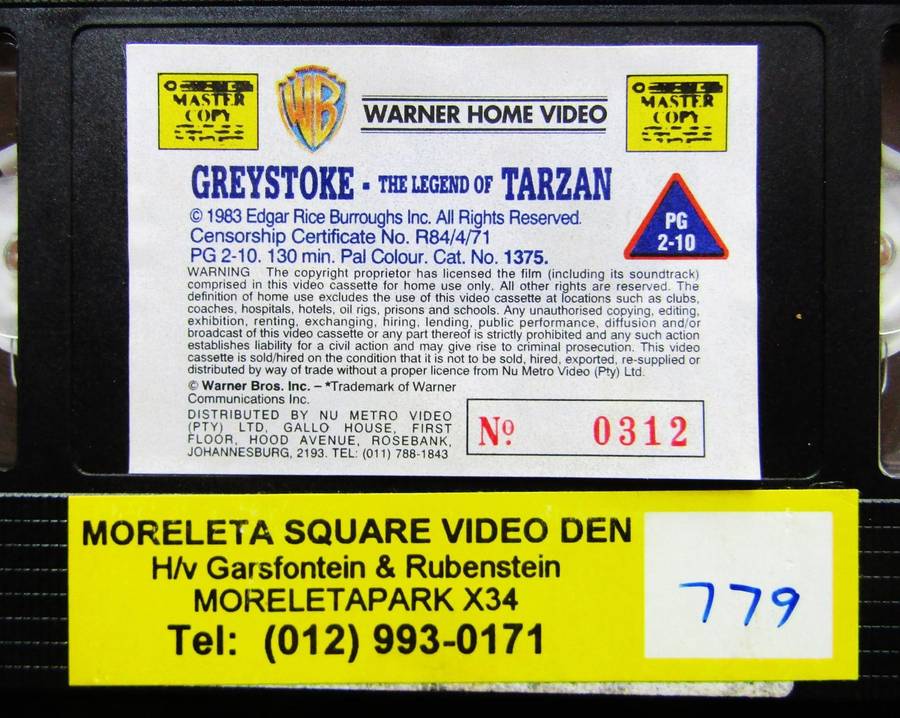 MASTER
COPY
WB
WARNER HOME VIDEO
MASTER
COPY
GREYSTOKE - THE LEGEND OF TARZAN
© 1983 Edgar Rice Burroughs Inc. All Rights Reserved.
Censorship Certificate No. R84/4/71
PG 2-10. 130 min. Pal Colour. Cat. No. 1375.
PG
2-10
WARNING The copyright proprietor has licensed the film (including its soundtrack)
comprised in this video cassette for home use only. All other rights are reserved. The
definition of home use excludes the use of this video cassette at locations such as clubs,
coaches, hospitals, hotels, oil rigs, prisons and schools. Any unauthorised copying, editing,
exhibition, renting, exchanging, hiring, lending, public performance, diffusion and/or
broadcast of this video cassette or any part thereof is strictly prohibited and any such action
establishes liability for a civil action and may give rise to criminal prosecution. This video
cassette is sold/hired on the condition that it is not to be sold, hired, exported, re-supplied or
distributed by way of trade without a proper licence from Nu Metro Video (Pty) Ltd.
© Warner Bros. Inc. – *Trademark of Warner
Communications Inc.
DISTRIBUTED BY NU METRO VIDEO
(PTY) LTD, GALLO HOUSE, FIRST
FLOOR, HOOD AVENUE, ROSEBANK,
JOHANNESBURG, 2193. TEL: (011) 788-1843
Nº 0312
MORELETA SQUARE VIDEO DEN
H/v Garsfontein & Rubenstein
MORELETAPARK X34
Tel: (012) 993-0171
779